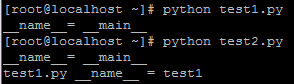 [root@localhost ~]# python test1.py
__name__= __main__
[root@localhost ~]# python test2.py
__name__= __main__
test1.py __name__ = test1